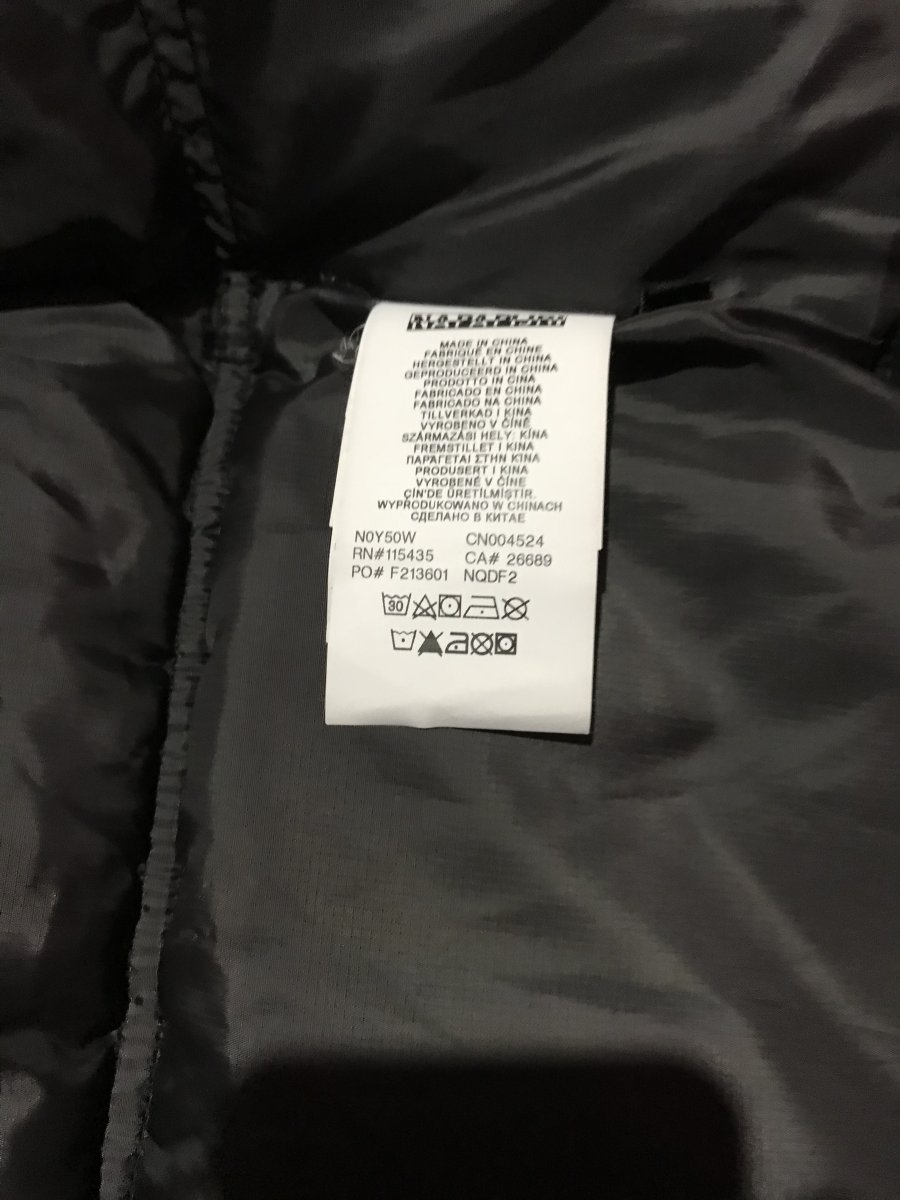 NAPAPIJRI
MADE IN CHINA
FABRIQUÉ EN CHINE
HERGESTELLT IN CHINA
GEPRODUCEERD IN CHINA
PRODOTTO IN CINA
FABRICADO EN CHINA
FABRICADO NA CHINA
TILLVERKAD I KINA
VYROBENO V ČÍNĚ
SZÁRMAZÁSI HELY: KÍNA
FREMSTILLET I KINA
ΠΑΡΑΓΕΤΑΙ ΣΤΗΝ ΚΙΝΑ
PRODUSERT I KINA
VYROBENÉ V ČÍNE
ÇİN'DE ÜRETİLMİŞTİR.
WYPRODUKOWANO W CHINACH
СДЕЛАНО В КИТАЕ
N0Y50W CN004524
RN#115435 CA# 26689
PO# F213601 NQDF2
30